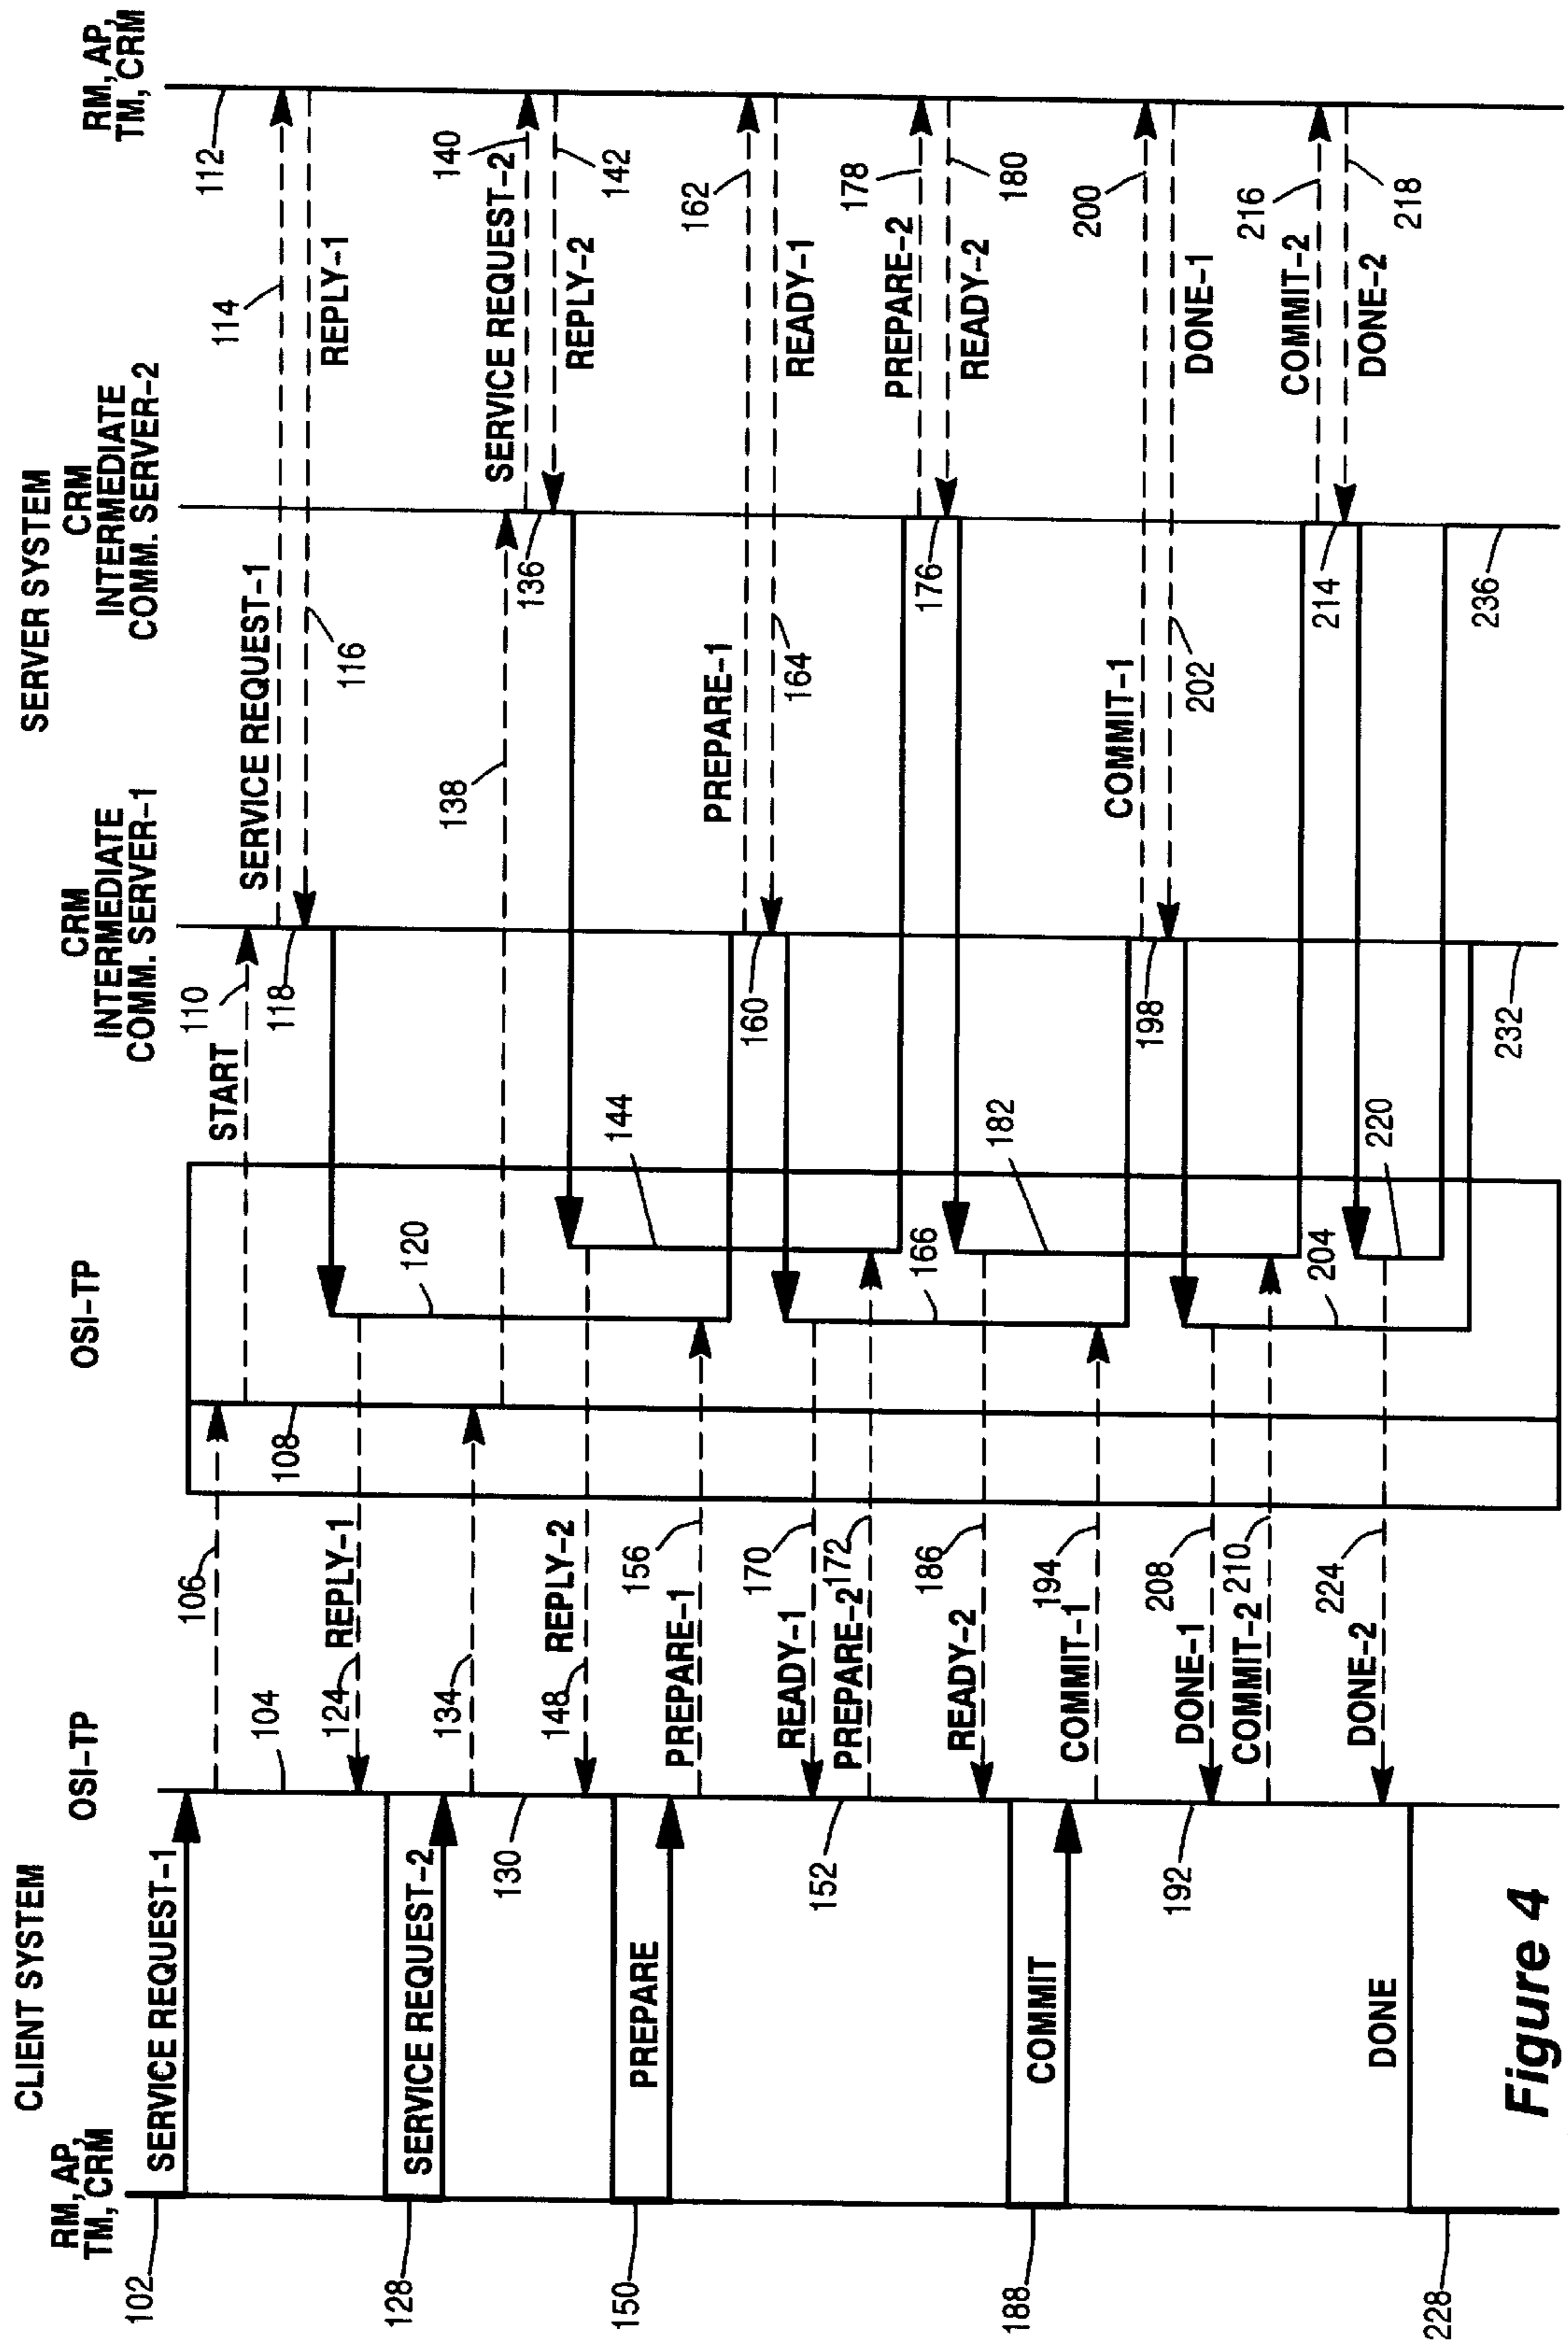 SERVER SYSTEM
CLIENT SYSTEM
RM, AP,
TM, CRM
OSI-TP
OSI-TP
CRM
INTERMEDIATE
COMM. SERVER-1
CRM
INTERMEDIATE
COMM. SERVER-2
RM, AP,
TM, CRM
102
SERVICE REQUEST-1
104
106
108
START
110
118
SERVICE REQUEST-1
114
112
116
REPLY-1
120
124
REPLY-1
128
SERVICE REQUEST-2
130
134
138
136
SERVICE REQUEST-2
140
142
REPLY-2
144
148
REPLY-2
150
PREPARE
152
PREPARE-1
156
160
PREPARE-1
162
164
READY-1
166
READY-1
170
PREPARE-2
172
176
PREPARE-2
178
180
READY-2
182
READY-2
186
188
COMMIT
192
COMMIT-1
194
198
COMMIT-1
200
202
DONE-1
204
DONE-1
208
COMMIT-2
210
214
COMMIT-2
216
218
DONE-2
220
DONE-2
224
DONE
228
232
236
Figure 4